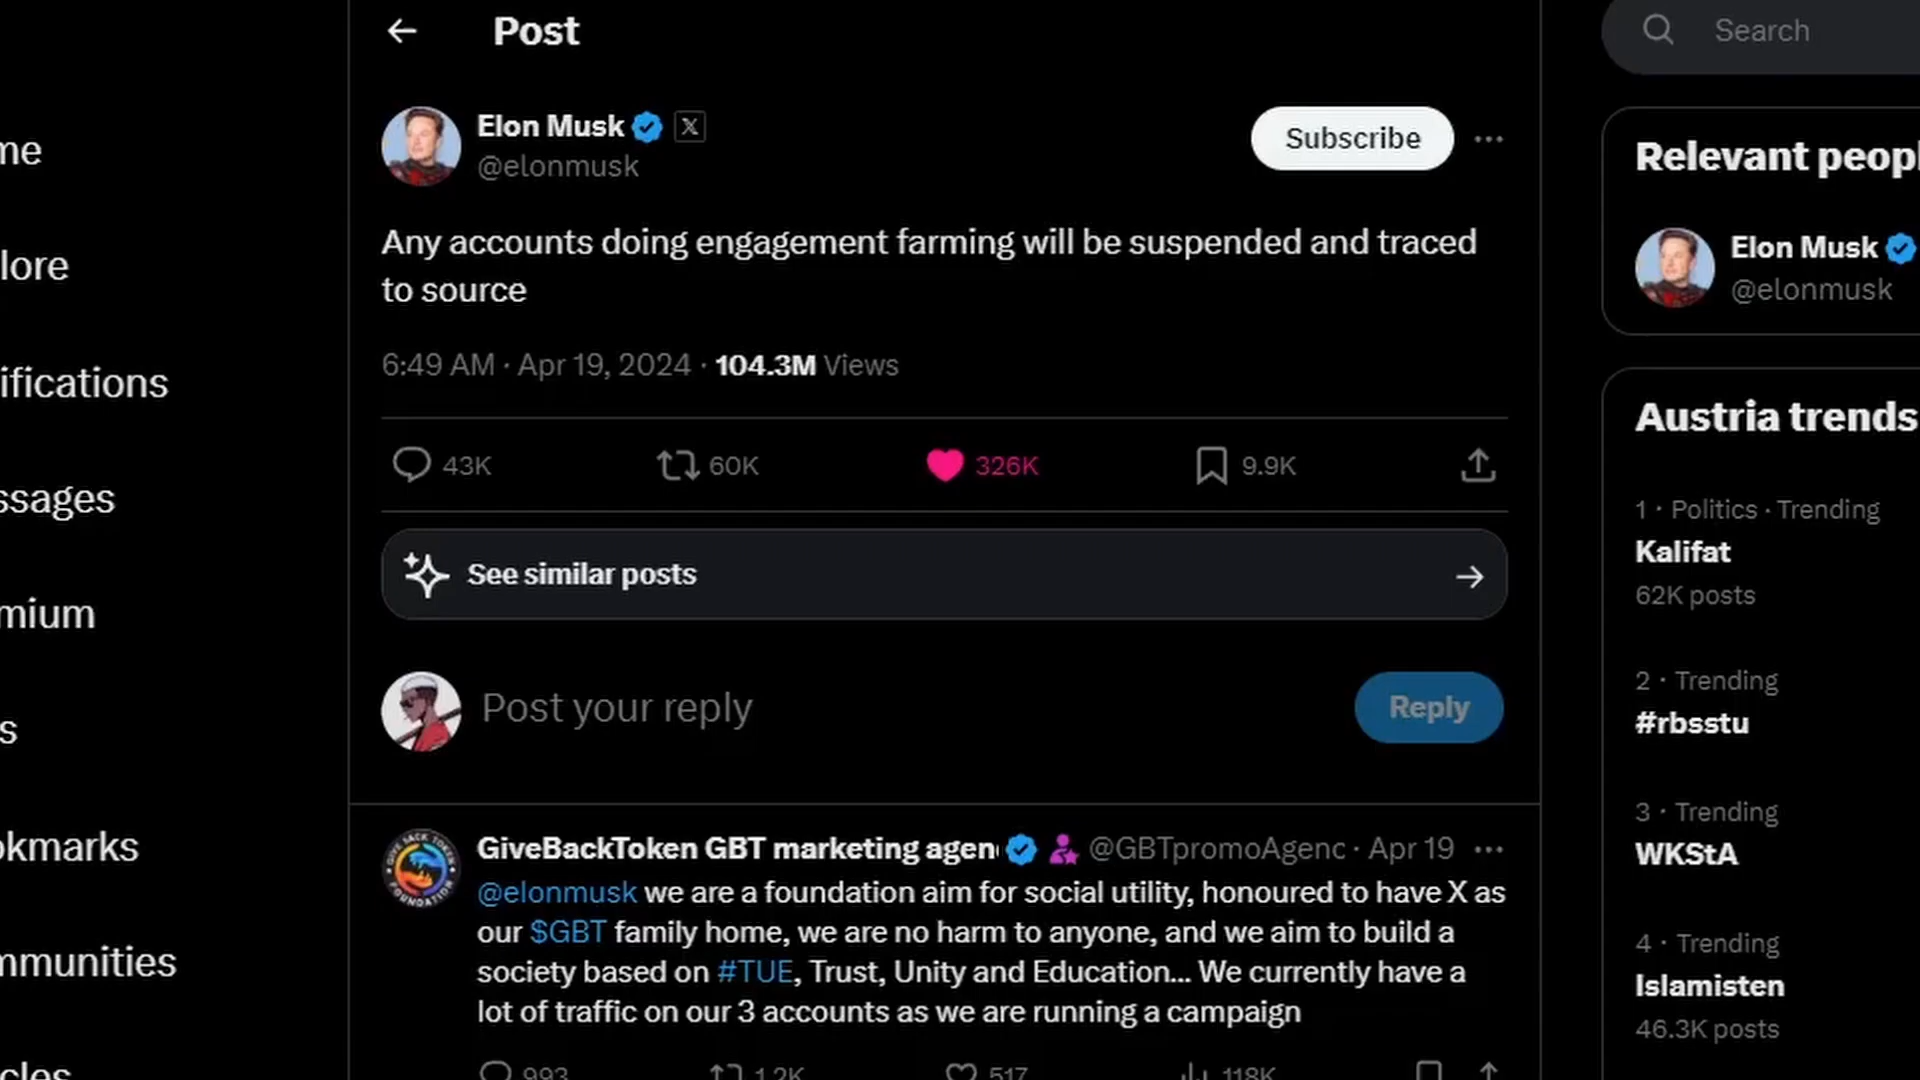 Post
Search
me
lore
ifications
ssages
mium
s
okmarks
mmunities
cles
Elon Musk
@elonmusk
Subscribe
Any accounts doing engagement farming will be suspended and traced
to source
6:49 AM · Apr 19, 2024 · 104.3M Views
43K
60K
326K
9.9K
See similar posts
Post your reply
Reply
GiveBackToken GBT marketing agen
@GBTpromoAgenc · Apr 19
@elonmusk we are a foundation aim for social utility, honoured to have X as
our $GBT family home, we are no harm to anyone, and we aim to build a
society based on #TUE, Trust, Unity and Education... We currently have a
lot of traffic on our 3 accounts as we are running a campaign
993
1.2K
517
118K
Relevant peopl
Elon Musk
@elonmusk
Austria trends
1 · Politics · Trending
Kalifat
62K posts
2 · Trending
#rbsstu
3 · Trending
WKStA
4 · Trending
Islamisten
46.3K posts